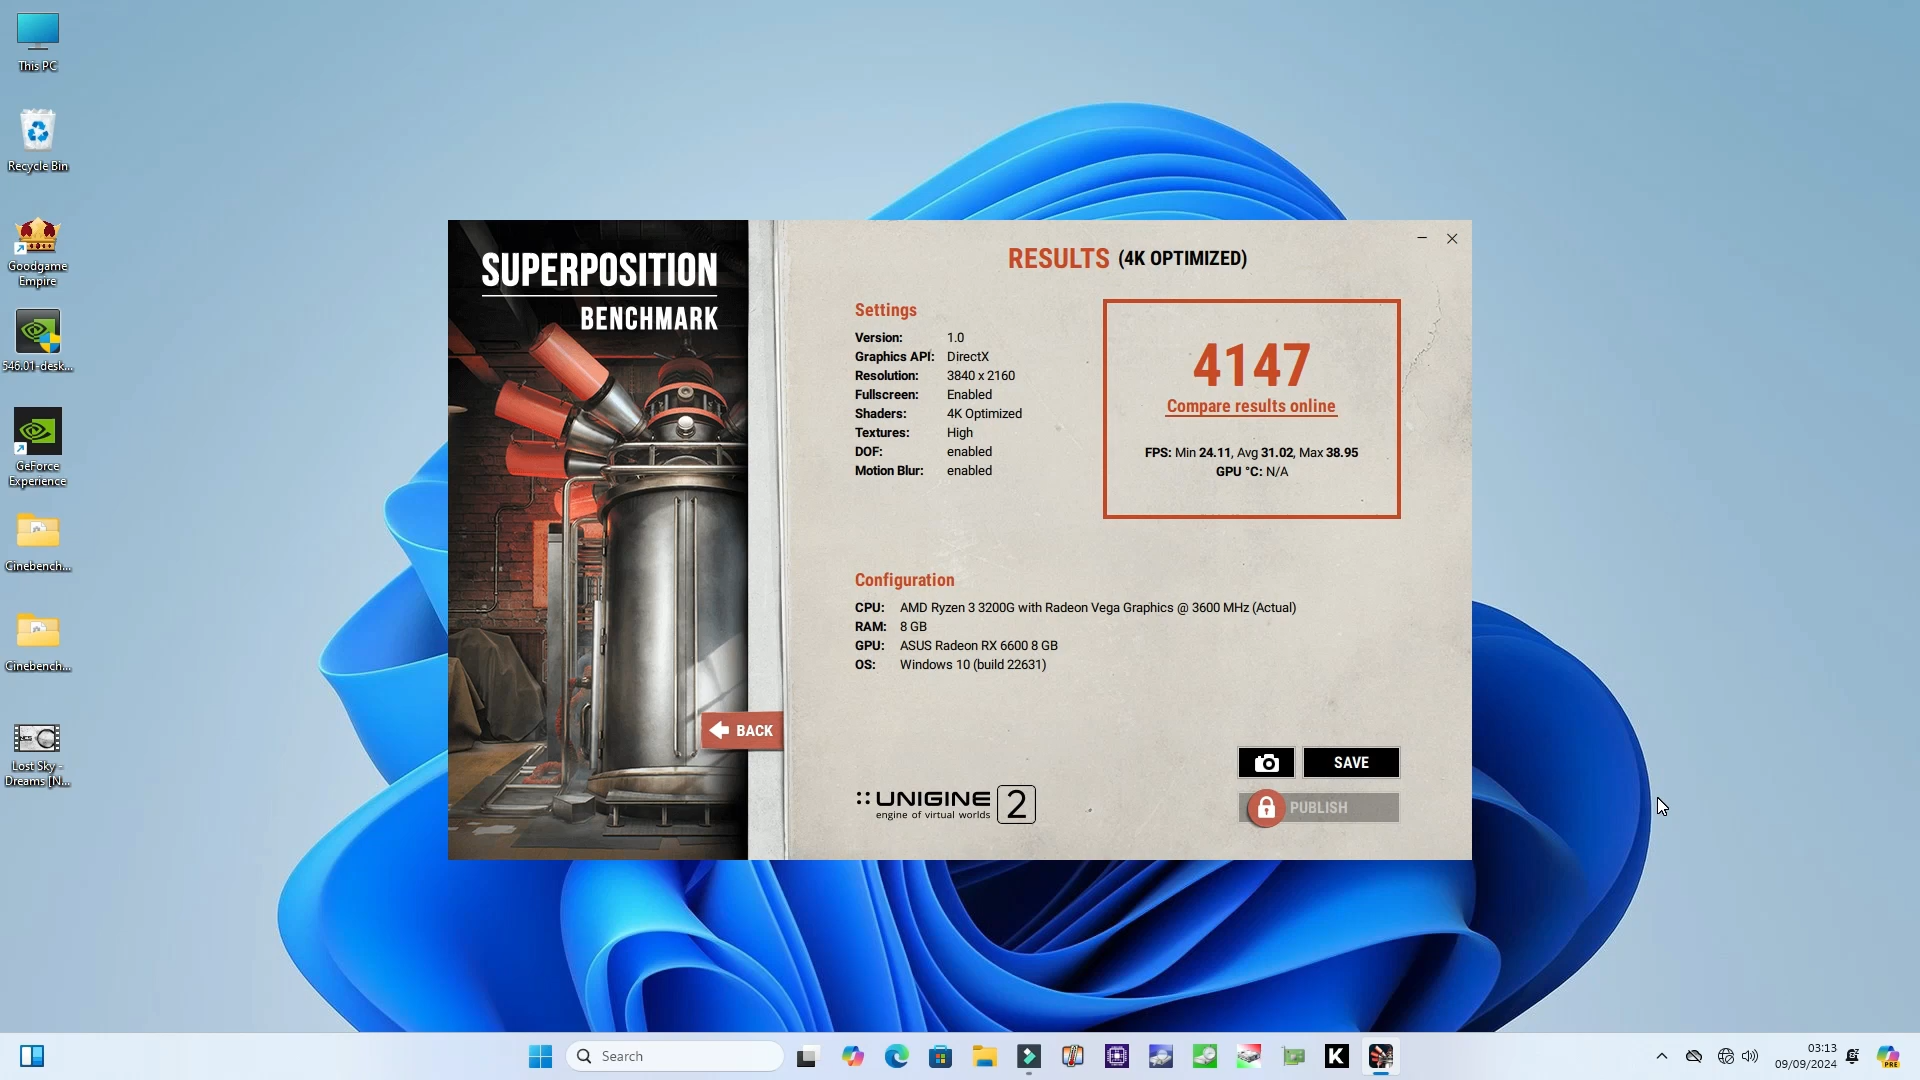 This PC
Recycle Bin
Goodgame
Empire
546.01-desk...
GeForce
Experience
Cinebench...
Cinebench...
Lost Sky -
Dreams [N...
SUPERPOSITION
BENCHMARK
BACK
RESULTS (4K OPTIMIZED)
Settings
Version: 1.0
Graphics API: DirectX
Resolution: 3840 x 2160
Fullscreen: Enabled
Shaders: 4K Optimized
Textures: High
DOF: enabled
Motion Blur: enabled
4147
Compare results online
FPS: Min 24.11, Avg 31.02, Max 38.95
GPU °C: N/A
Configuration
CPU: AMD Ryzen 3 3200G with Radeon Vega Graphics @ 3600 MHz (Actual)
RAM: 8 GB
GPU: ASUS Radeon RX 6600 8 GB
OS: Windows 10 (build 22631)
SAVE
PUBLISH
UNIGINE 2
engine of virtual worlds
Search
K
03:13
09/09/2024
PRE